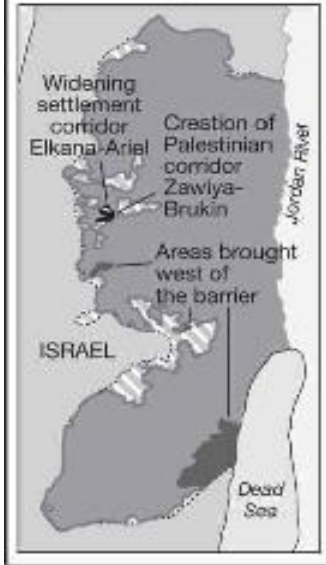 Widening
settlement
corridor
Elkana-Ariel
Crestion of
Palestinian
corridor
Zawiya-
Brukin
Jordan River
Areas brought
west of
the barrier
ISRAEL
Dead
Sea